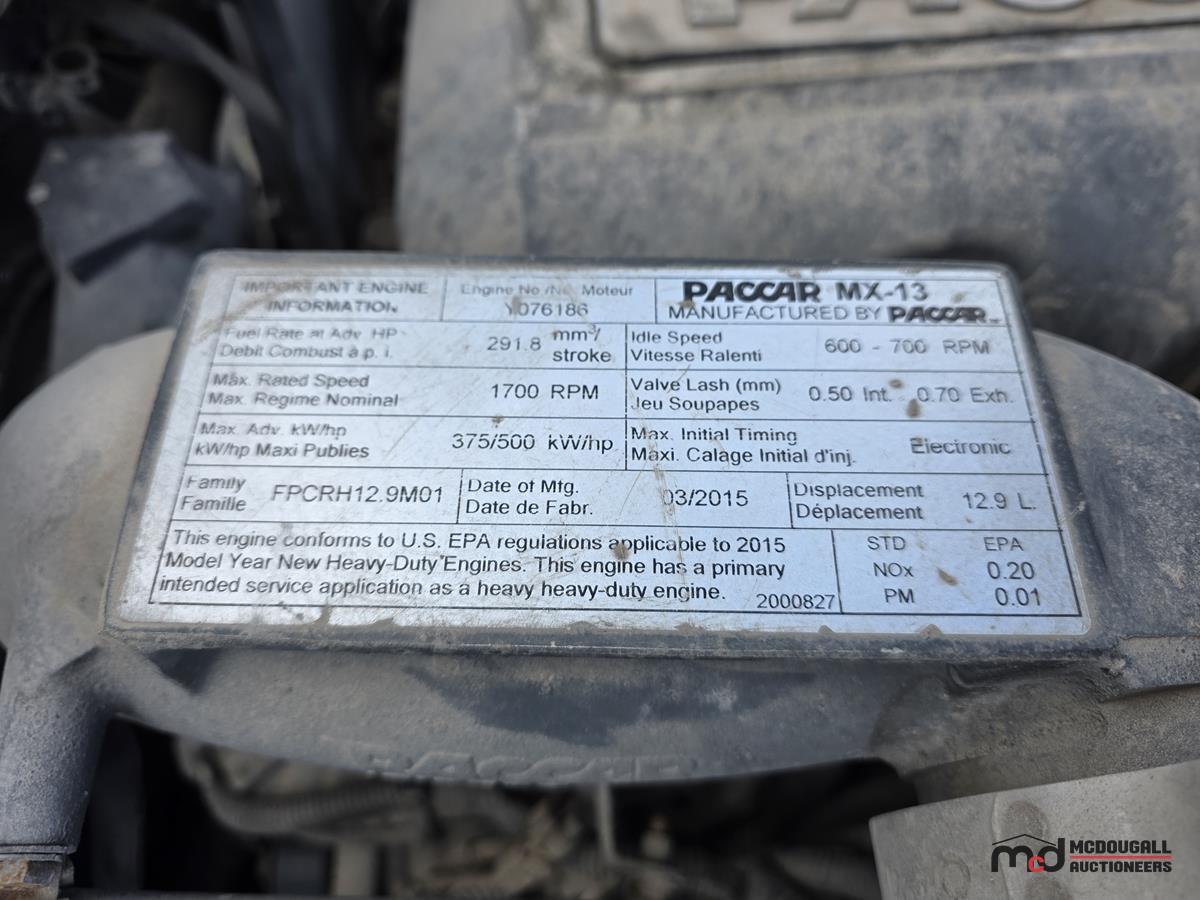 IMPORTANT ENGINE
INFORMATION
Engine No /No. Moteur
Y076186
PACCAR MX-13
MANUFACTURED BY PACCAR
Fuel Rate at Adv. HP
Debit Combust à p. i.
291.8 mm³/
stroke
Idle Speed
Vitesse Ralenti
600 - 700 RPM
Max. Rated Speed
Max. Regime Nominal
1700 RPM
Valve Lash (mm)
Jeu Soupapes
0.50 Int. 0.70 Exh.
Max. Adv. kW/hp
kW/hp Maxi Publies
375/500 kW/hp
Max. Initial Timing
Maxi. Calage Initial d'inj.
Electronic
Family
Famille
FPCRH12.9M01
Date of Mfg.
Date de Fabr.
03/2015
Displacement
Déplacement
12.9 L.
This engine conforms to U.S. EPA regulations applicable to 2015
Model Year New Heavy-Duty Engines. This engine has a primary
intended service application as a heavy heavy-duty engine.
2000827
STD EPA
NOx 0.20
PM 0.01
PACCAR
mcd MCDOUGALL
AUCTIONEERS